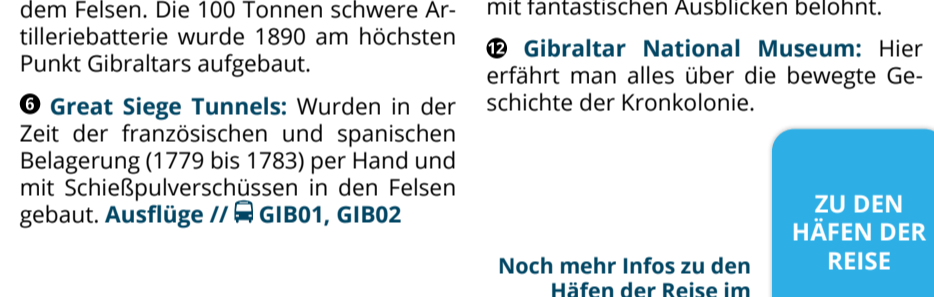 dem Felsen. Die 100 Tonnen schwere Ar-
tilleriebatterie wurde 1890 am höchsten
Punkt Gibraltars aufgebaut.
6 Great Siege Tunnels: Wurden in der
Zeit der französischen und spanischen
Belagerung (1779 bis 1783) per Hand und
mit Schießpulverschüssen in den Felsen
gebaut. Ausflüge // GIB01, GIB02
mit fantastischen Ausblicken belohnt.
12 Gibraltar National Museum: Hier
erfährt man alles über die bewegte Ge-
schichte der Kronkolonie.
Noch mehr Infos zu den
Häfen der Reise im
ZU DEN
HÄFEN DER
REISE